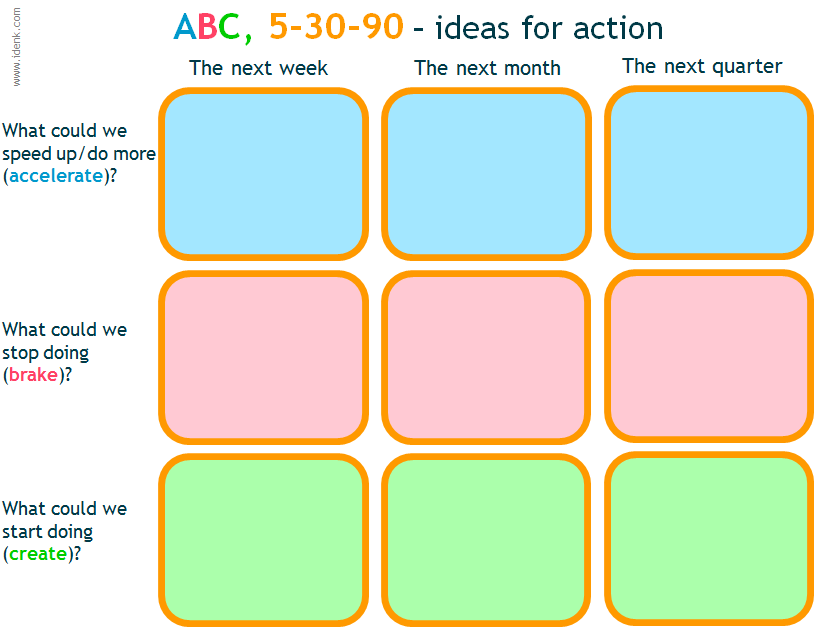 www.idenk.com
ABC, 5-30-90 - ideas for action
The next week
The next month
The next quarter
What could we
speed up/do more
(accelerate)?
What could we
stop doing
(brake)?
What could we
start doing
(create)?